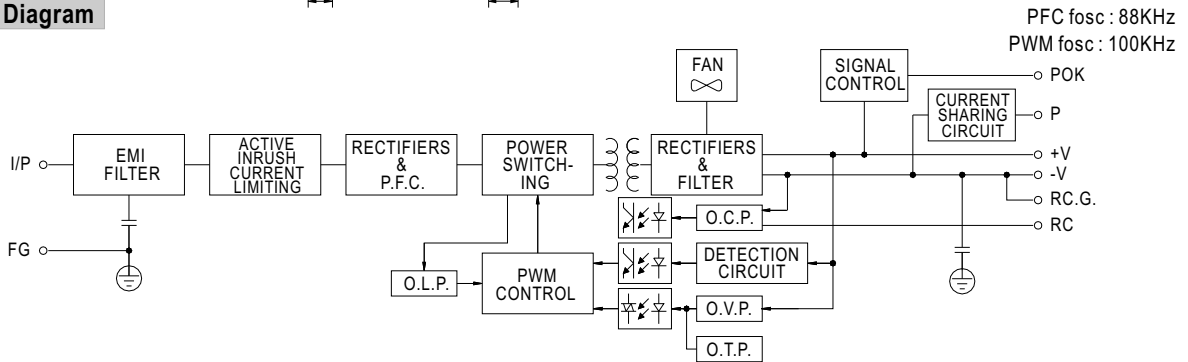 Diagram
PFC fosc : 88KHz
PWM fosc : 100KHz
FAN
SIGNAL
CONTROL
POK
CURRENT
SHARING
CIRCUIT
P
I/P
EMI
FILTER
ACTIVE
INRUSH
CURRENT
LIMITING
RECTIFIERS
&
P.F.C.
POWER
SWITCH-
ING
RECTIFIERS
&
FILTER
+V
-V
RC.G.
RC
O.C.P.
FG
O.L.P.
PWM
CONTROL
DETECTION
CIRCUIT
O.V.P.
O.T.P.